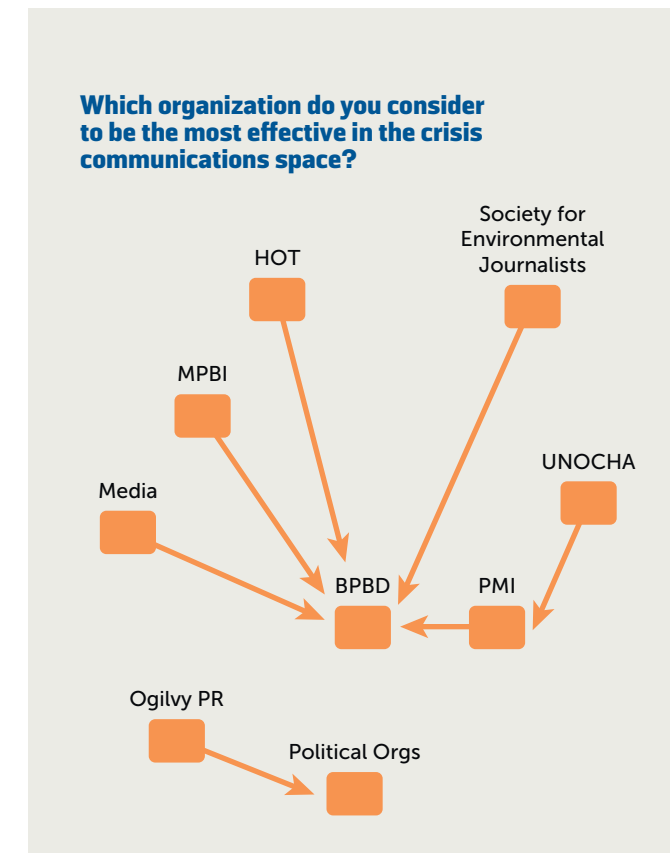 Which organization do you consider
to be the most effective in the crisis
communications space?
Society for
Environmental
Journalists
HOT
MPBI
UNOCHA
Media
BPBD
PMI
Ogilvy PR
Political Orgs